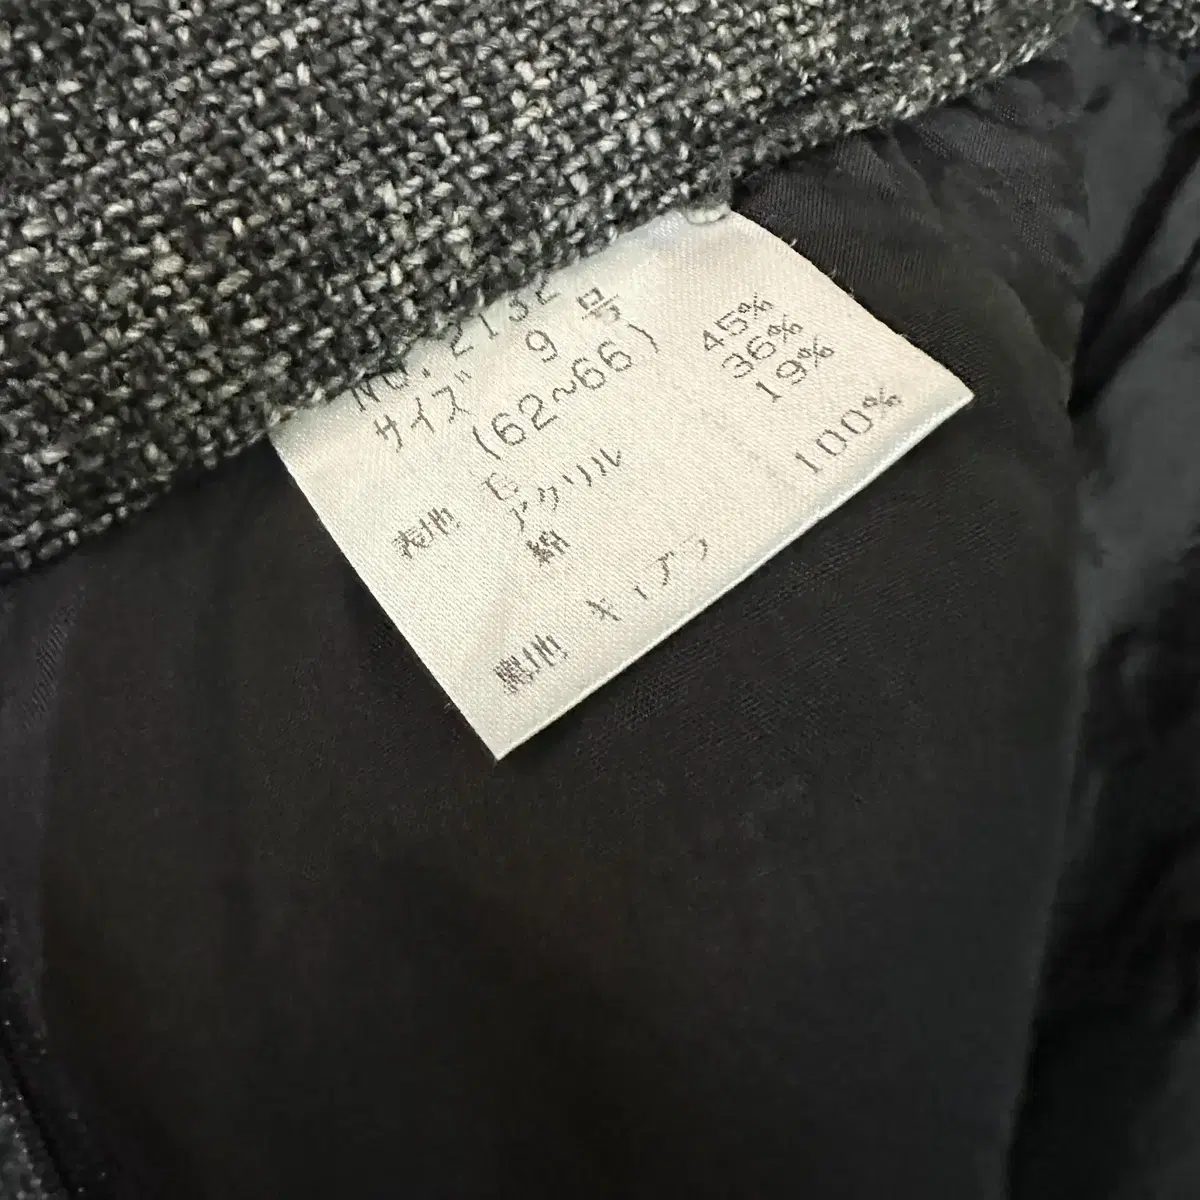 No. 2132
サイズ 9 号
(62~66)
表地 毛 45%
アクリル 36%
綿 19%
裏地 キュプラ 100%